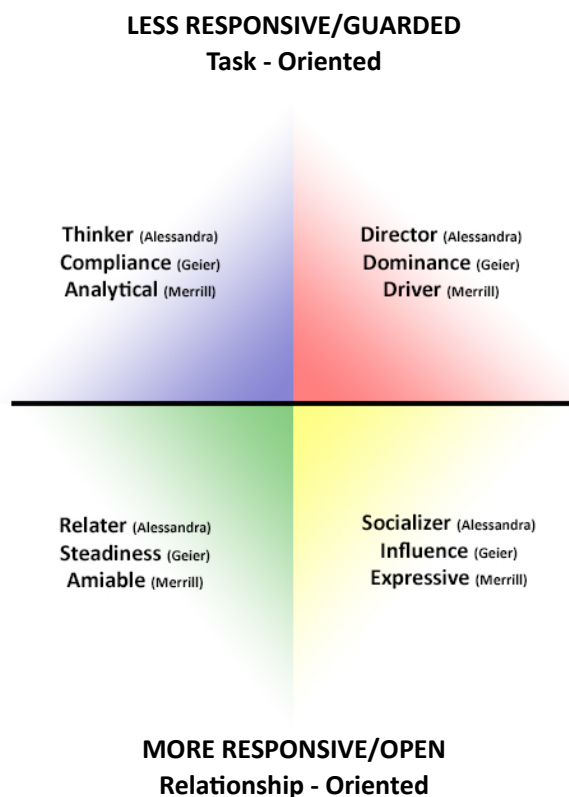 LESS RESPONSIVE/GUARDED
Task - Oriented
Thinker (Alessandra)
Compliance (Geier)
Analytical (Merrill)
Director (Alessandra)
Dominance (Geier)
Driver (Merrill)
Relater (Alessandra)
Steadiness (Geier)
Amiable (Merrill)
Socializer (Alessandra)
Influence (Geier)
Expressive (Merrill)
MORE RESPONSIVE/OPEN
Relationship - Oriented